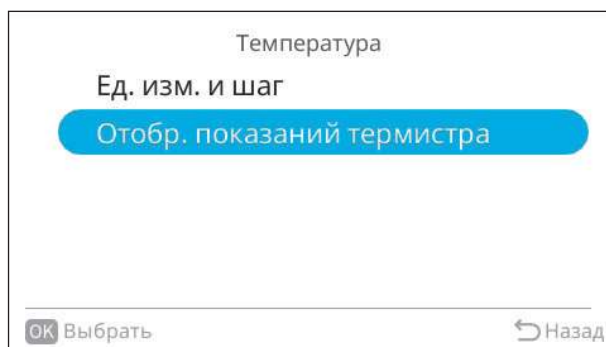 Температура
Ед. изм. и шаг
Отобр. показаний термистра
OK Выбрать
Назад